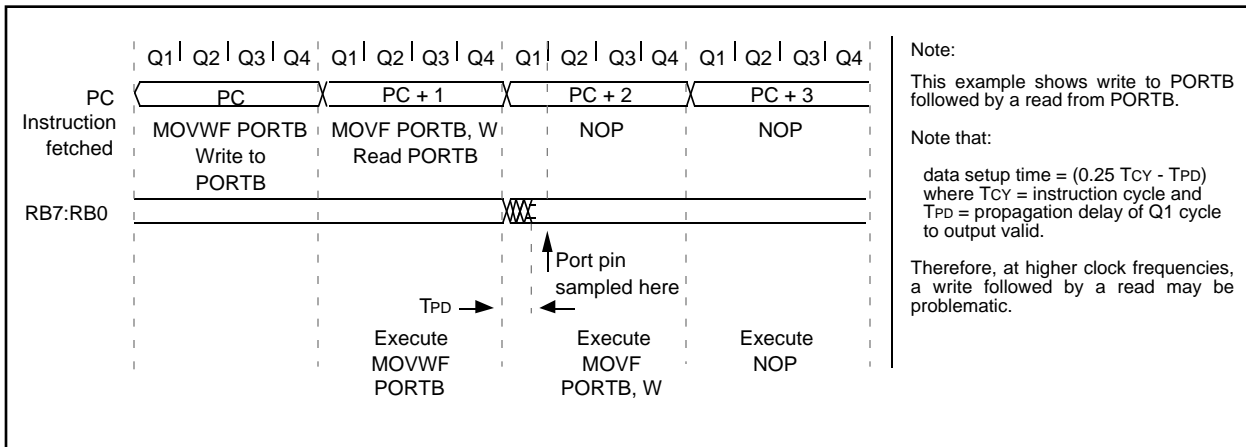 Q1 Q2 Q3 Q4 Q1 Q2 Q3 Q4 Q1 Q2 Q3 Q4 Q1 Q2 Q3 Q4
PC PC PC + 1 PC + 2 PC + 3
Instruction
fetched
MOVWF PORTB
Write to
PORTB
MOVF PORTB, W
Read PORTB
NOP
NOP
RB7:RB0
Port pin
sampled here
TPD
Execute
MOVWF
PORTB
Execute
MOVF
PORTB, W
Execute
NOP
Note:
This example shows write to PORTB
followed by a read from PORTB.
Note that:
data setup time = (0.25 TCY - TPD)
where TCY = instruction cycle and
TPD = propagation delay of Q1 cycle
to output valid.
Therefore, at higher clock frequencies,
a write followed by a read may be
problematic.